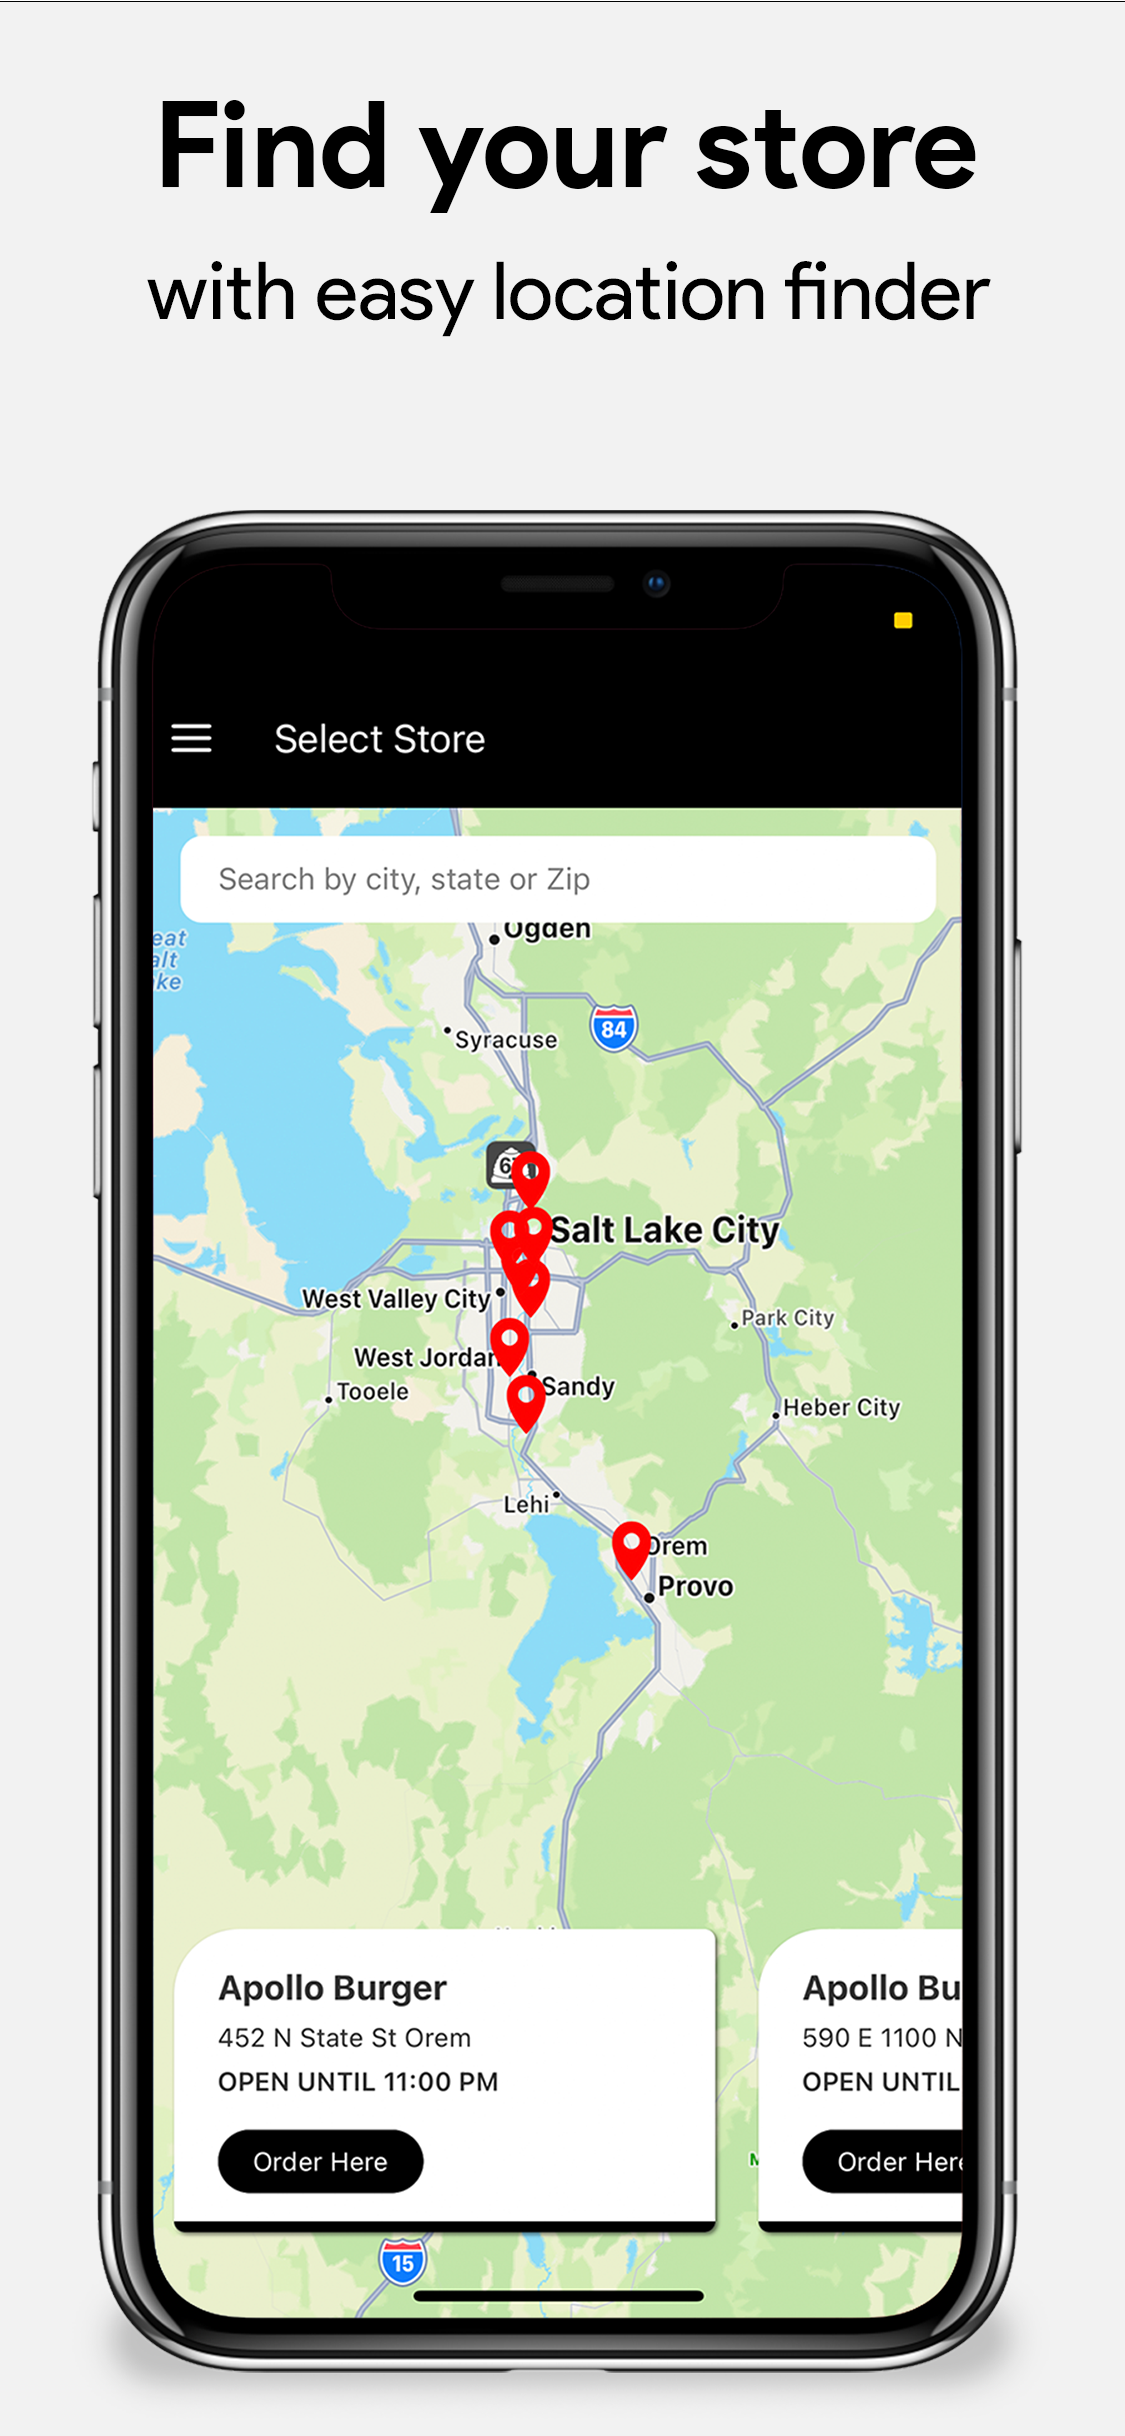 Find your store
with easy location finder
Select Store
Search by city, state or Zip
Ogden
eat
alt
ke
Syracuse
84
Salt Lake City
West Valley City
Park City
West Jordan
Sandy
Tooele
Heber City
Lehi
Orem
Provo
Apollo Burger
452 N State St Orem
OPEN UNTIL 11:00 PM
Order Here
Apollo Bu
590 E 1100 N
OPEN UNTIL
Order Here
15